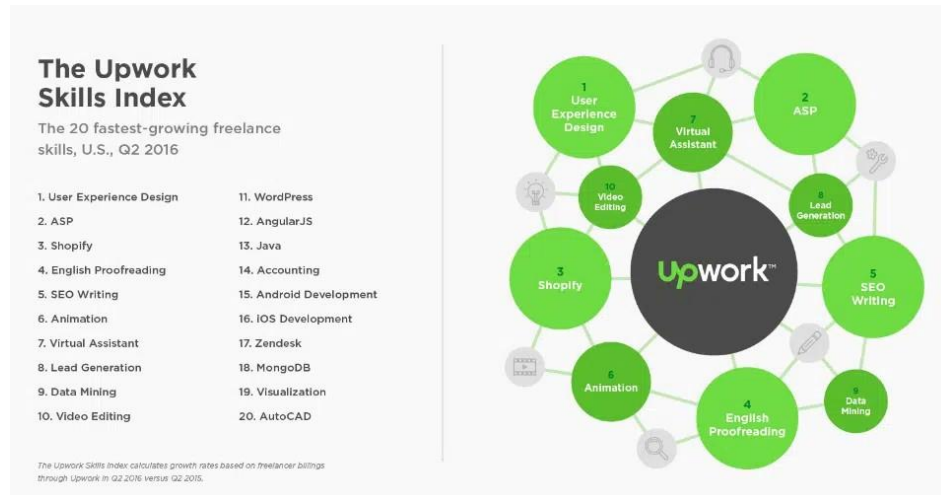 The Upwork
Skills Index
The 20 fastest-growing freelance
skills, U.S., Q2 2016
1. User Experience Design
2. ASP
3. Shopify
4. English Proofreading
5. SEO Writing
6. Animation
7. Virtual Assistant
8. Lead Generation
9. Data Mining
10. Video Editing
11. WordPress
12. AngularJS
13. Java
14. Accounting
15. Android Development
16. iOS Development
17. Zendesk
18. MongoDB
19. Visualization
20. AutoCAD
The Upwork Skills Index calculates growth rates based on freelancer billings
through Upwork in Q2 2016 versus Q2 2015.
1
User
Experience
Design
2
ASP
7
Virtual
Assistant
10
Video
Editing
8
Lead
Generation
3
Shopify
upwork™
5
SEO
Writing
6
Animation
4
English
Proofreading
9
Data
Mining